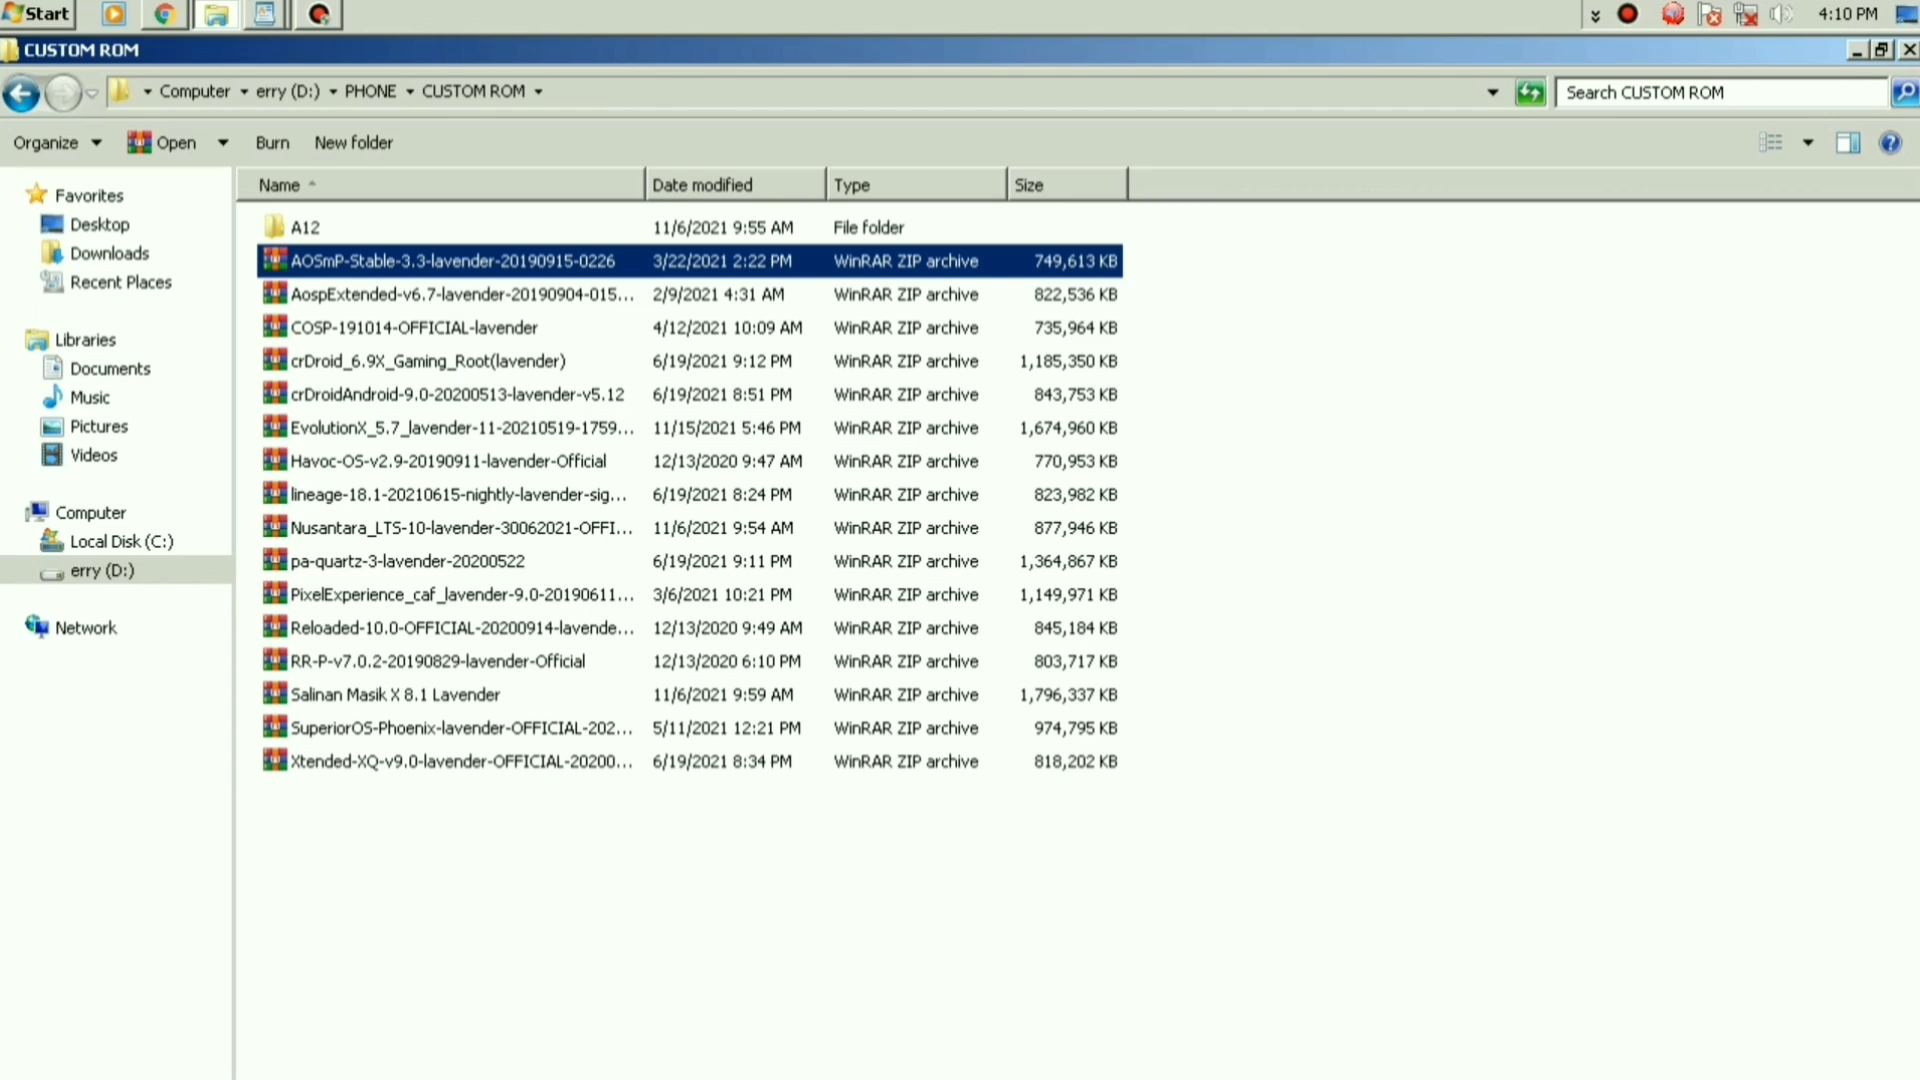 Start
4:10 PM
CUSTOM ROM
Computer erry (D:) PHONE CUSTOM ROM
Search CUSTOM ROM
Organize Open Burn New folder
Favorites
Desktop
Downloads
Recent Places
Libraries
Documents
Music
Pictures
Videos
Computer
Local Disk (C:)
erry (D:)
Network
Name Date modified Type Size
A12 11/6/2021 9:55 AM File folder
AOSmP-Stable-3.3-lavender-20190915-0226 3/22/2021 2:22 PM WinRAR ZIP archive 749,613 KB
AospExtended-v6.7-lavender-20190904-015... 2/9/2021 4:31 AM WinRAR ZIP archive 822,536 KB
COSP-191014-OFFICIAL-lavender 4/12/2021 10:09 AM WinRAR ZIP archive 735,964 KB
crDroid_6.9X_Gaming_Root(lavender) 6/19/2021 9:12 PM WinRAR ZIP archive 1,185,350 KB
crDroidAndroid-9.0-20200513-lavender-v5.12 6/19/2021 8:51 PM WinRAR ZIP archive 843,753 KB
EvolutionX_5.7_lavender-11-20210519-1759... 11/15/2021 5:46 PM WinRAR ZIP archive 1,674,960 KB
Havoc-OS-v2.9-20190911-lavender-Official 12/13/2020 9:47 AM WinRAR ZIP archive 770,953 KB
lineage-18.1-20210615-nightly-lavender-sig... 6/19/2021 8:24 PM WinRAR ZIP archive 823,982 KB
Nusantara_LTS-10-lavender-30062021-OFFI... 11/6/2021 9:54 AM WinRAR ZIP archive 877,946 KB
pa-quartz-3-lavender-20200522 6/19/2021 9:11 PM WinRAR ZIP archive 1,364,867 KB
PixelExperience_caf_lavender-9.0-20190611... 3/6/2021 10:21 PM WinRAR ZIP archive 1,149,971 KB
Reloaded-10.0-OFFICIAL-20200914-lavende... 12/13/2020 9:49 AM WinRAR ZIP archive 845,184 KB
RR-P-v7.0.2-20190829-lavender-Official 12/13/2020 6:10 PM WinRAR ZIP archive 803,717 KB
Salinan Masik X 8.1 Lavender 11/6/2021 9:59 AM WinRAR ZIP archive 1,796,337 KB
SuperiorOS-Phoenix-lavender-OFFICIAL-202... 5/11/2021 12:21 PM WinRAR ZIP archive 974,795 KB
Xtended-XQ-v9.0-lavender-OFFICIAL-20200... 6/19/2021 8:34 PM WinRAR ZIP archive 818,202 KB